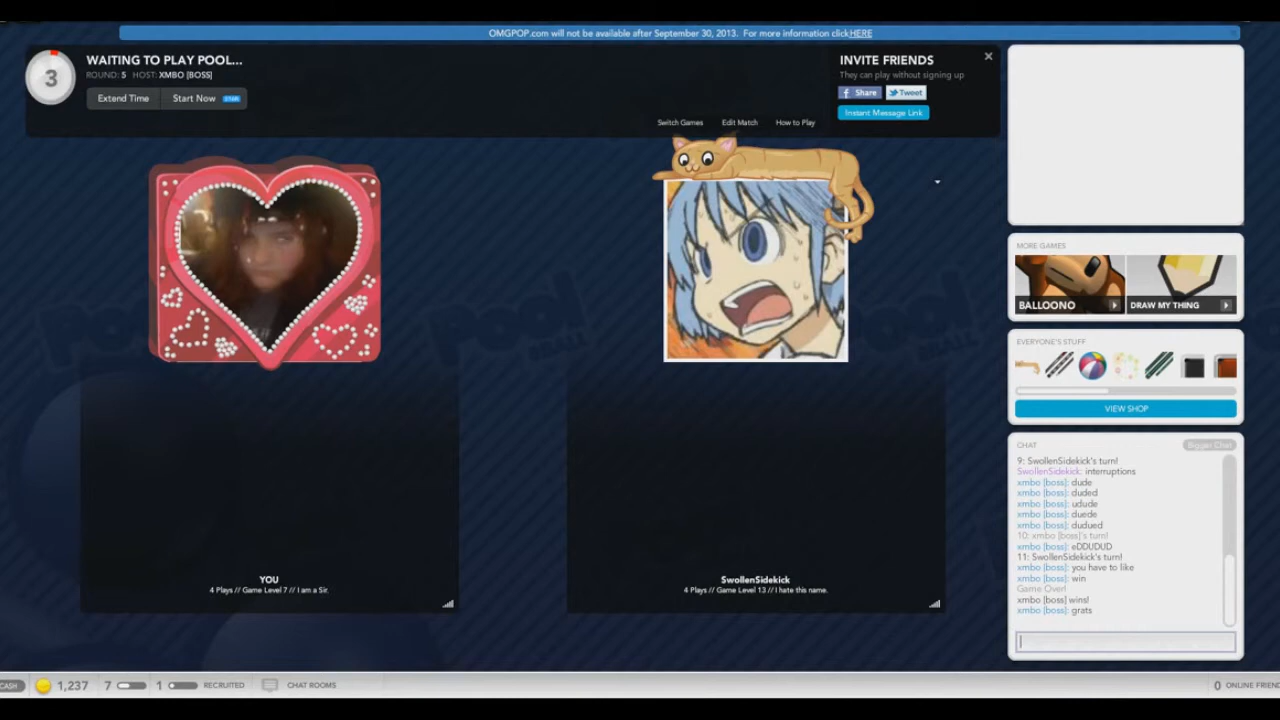 OMGPOP.com will not be available after September 30, 2013. For more information click HERE
3
WAITING TO PLAY POOL...
ROUND: 5 HOST: XMBO [BOSS]
Extend Time
Start Now
Switch Games
Edit Match
How to Play
INVITE FRIENDS
They can play without signing up
Share
Tweet
Instant Message Link
YOU
4 Plays // Game Level 7 // I am a Sir.
SwollenSidekick
4 Plays // Game Level 13 // I hate this name.
MORE GAMES
BALLOONO
DRAW MY THING
EVERYONE'S STUFF
VIEW SHOP
CHAT
Bigger Chat
9: SwollenSidekick's turn!
SwollenSidekick: interruptions
xmbo [boss]: dude
xmbo [boss]: duded
xmbo [boss]: udude
xmbo [boss]: duede
xmbo [boss]: dudued
10: xmbo [boss]'s turn!
xmbo [boss]: eDDUDUD
11: SwollenSidekick's turn!
xmbo [boss]: you have to like
xmbo [boss]: win
Game Over!
xmbo [boss] wins!
xmbo [boss]: grats
CASH
1,237
7
1
RECRUITED
CHAT ROOMS
0 ONLINE FRIEN